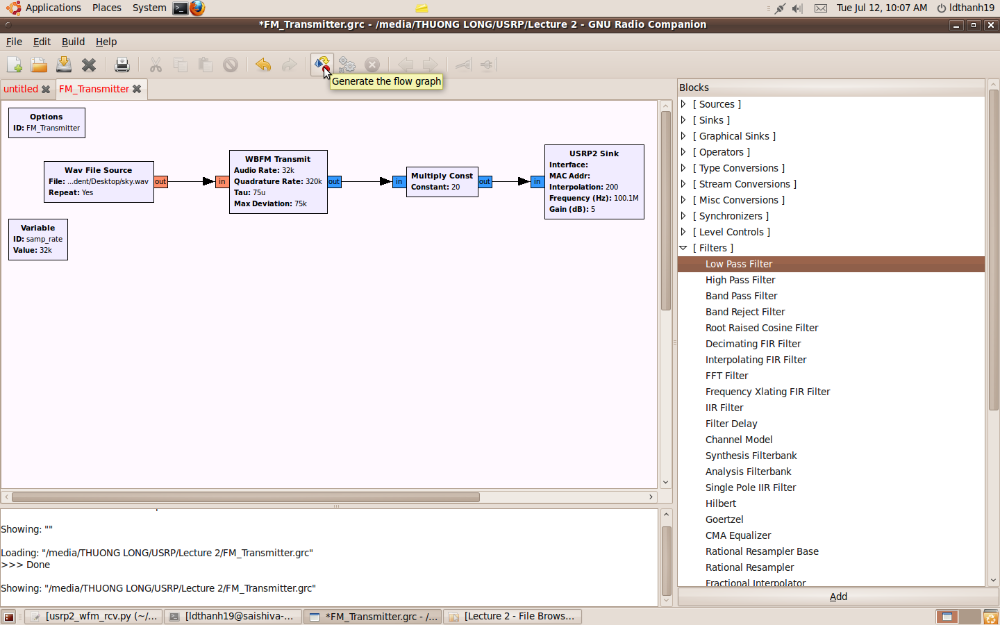 Applications Places System Tue Jul 12, 10:07 AM ldthanh19
*FM_Transmitter.grc - /media/THUONG LONG/USRP/Lecture 2 - GNU Radio Companion
File Edit Build Help
Generate the flow graph
untitled FM_Transmitter
Options
ID: FM_Transmitter
Wav File Source
File: ...dent/Desktop/sky.wav
Repeat: Yes
out
in
WBFM Transmit
Audio Rate: 32k
Quadrature Rate: 320k
Tau: 75u
Max Deviation: 75k
out
in
Multiply Const
Constant: 20
out
in
USRP2 Sink
Interface:
MAC Addr:
Interpolation: 200
Frequency (Hz): 100.1M
Gain (dB): 5
Variable
ID: samp_rate
Value: 32k
Showing: ""
Loading: "/media/THUONG LONG/USRP/Lecture 2/FM_Transmitter.grc"
>>> Done
Showing: "/media/THUONG LONG/USRP/Lecture 2/FM_Transmitter.grc"
Blocks
[ Sources ]
[ Sinks ]
[ Graphical Sinks ]
[ Operators ]
[ Type Conversions ]
[ Stream Conversions ]
[ Misc Conversions ]
[ Synchronizers ]
[ Level Controls ]
[ Filters ]
Low Pass Filter
High Pass Filter
Band Pass Filter
Band Reject Filter
Root Raised Cosine Filter
Decimating FIR Filter
Interpolating FIR Filter
FFT Filter
Frequency Xlating FIR Filter
IIR Filter
Filter Delay
Channel Model
Synthesis Filterbank
Analysis Filterbank
Single Pole IIR Filter
Hilbert
Goertzel
CMA Equalizer
Rational Resampler Base
Rational Resampler
Fractional Interpolator
Add
[usrp2_wfm_rcv.py (~/... [ldthanh19@saishiva-... *FM_Transmitter.grc - /... [Lecture 2 - File Brows...